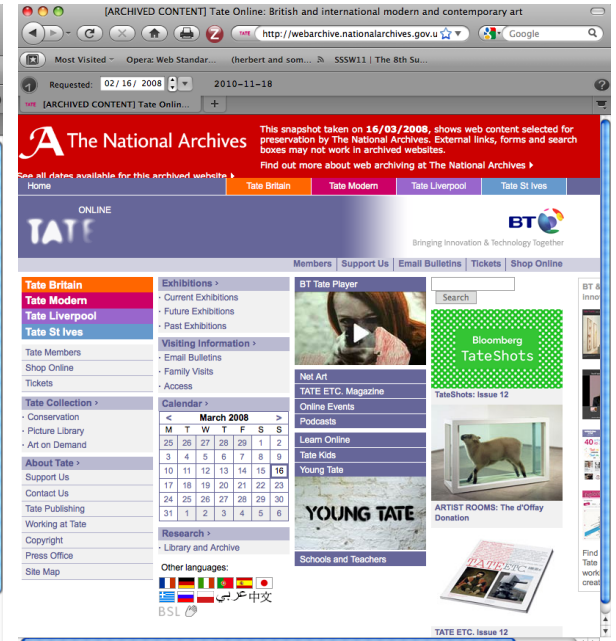 [ARCHIVED CONTENT] Tate Online: British and international modern and contemporary art
http://webarchive.nationalarchives.gov.u
Google
Most Visited
Opera: Web Standar...
(herbert and som...
SSSW11 | The 8th Su...
Requested: 02/16/ 2008
2010-11-18
TATE [ARCHIVED CONTENT] Tate Onlin...
A The National Archives
This snapshot taken on 16/03/2008, shows web content selected for
preservation by The National Archives. External links, forms and search
boxes may not work in archived websites.
Find out more about web archiving at The National Archives
See all dates available for this archived website
Home
Tate Britain
Tate Modern
Tate Liverpool
Tate St Ives
ONLINE
TATE
BT
Bringing Innovation & Technology Together
Members | Support Us | Email Bulletins | Tickets | Shop Online
Tate Britain
Tate Modern
Tate Liverpool
Tate St Ives
Tate Members
Shop Online
Tickets
Tate Collection ›
· Conservation
· Picture Library
· Art on Demand
About Tate ›
Support Us
Contact Us
Tate Publishing
Working at Tate
Copyright
Press Office
Site Map
Exhibitions ›
· Current Exhibitions
· Future Exhibitions
· Past Exhibitions
Visiting Information ›
· Email Bulletins
· Family Visits
· Access
Calendar ›
< March 2008 >
M T W T F S S
25 26 27 28 29 1 2
3 4 5 6 7 8 9
10 11 12 13 14 15 16
17 18 19 20 21 22 23
24 25 26 27 28 29 30
31 1 2 3 4 5 6
Research ›
· Library and Archive
Other languages:
عربي 中文
BSL
BT Tate Player
Net Art
TATE ETC. Magazine
Online Events
Podcasts
Learn Online
Tate Kids
Young Tate
YOUNG TATE
Schools and Teachers
Search
Bloomberg
TateShots
TateShots: Issue 12
ARTIST ROOMS: The d'Offay
Donation
TATE ETC
TATE ETC. Issue 12
BT &
Inno
40
Find
Tate
work
creat